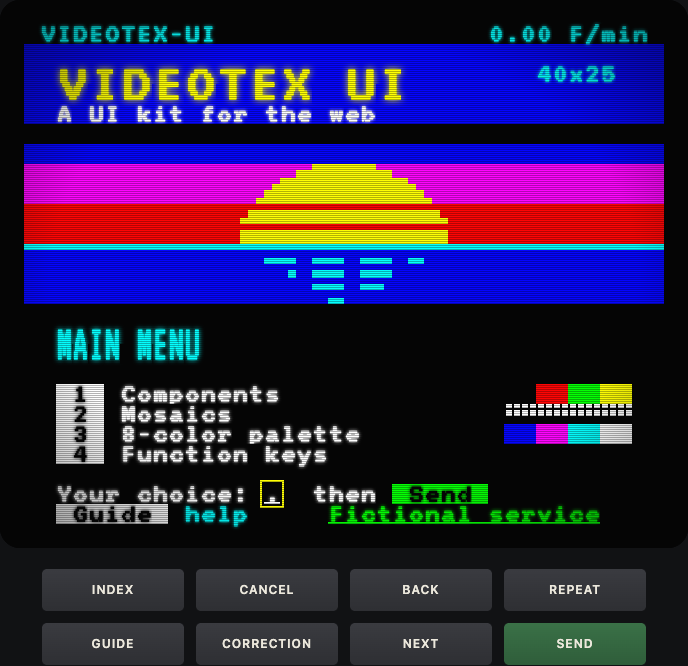 VIDEOTEX-UI 0.00 F/min
VIDEOTEX UI 40x25
A UI kit for the web
MAIN MENU
1 Components
2 Mosaics
3 8-color palette
4 Function keys
Your choice: . then Send
Guide help Fictional service
INDEX CANCEL BACK REPEAT
GUIDE CORRECTION NEXT SEND